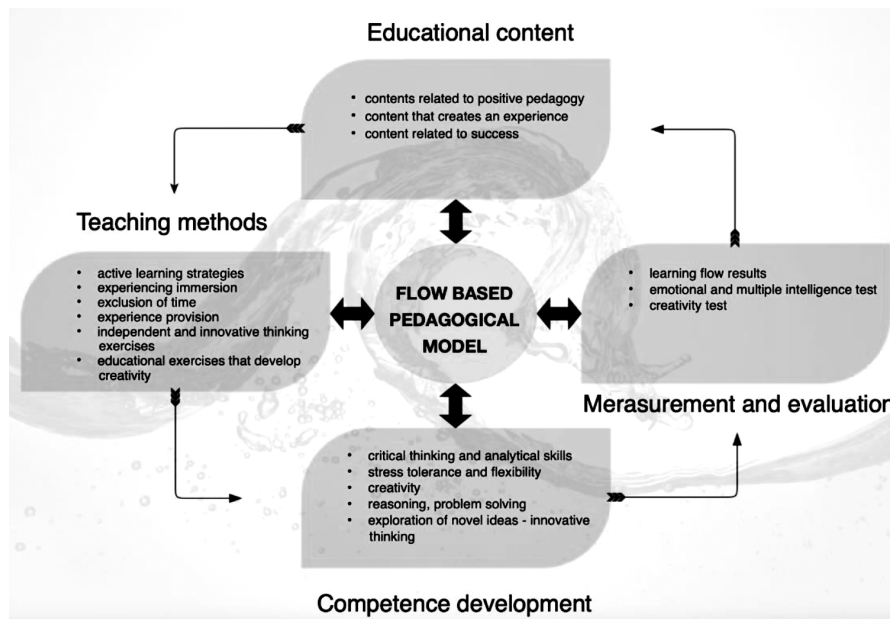 Educational content
• contents related to positive pedagogy
• content that creates an experience
• content related to success
Teaching methods
• active learning strategies
• experiencing immersion
• exclusion of time
• experience provision
• independent and innovative thinking
exercises
• educational exercises that develop
creativity
FLOW BASED
PEDAGOGICAL
MODEL
• learning flow results
• emotional and multiple intelligence test
• creativity test
Merasurement and evaluation
• critical thinking and analytical skills
• stress tolerance and flexibility
• creativity
• reasoning, problem solving
• exploration of novel ideas - innovative
thinking
Competence development